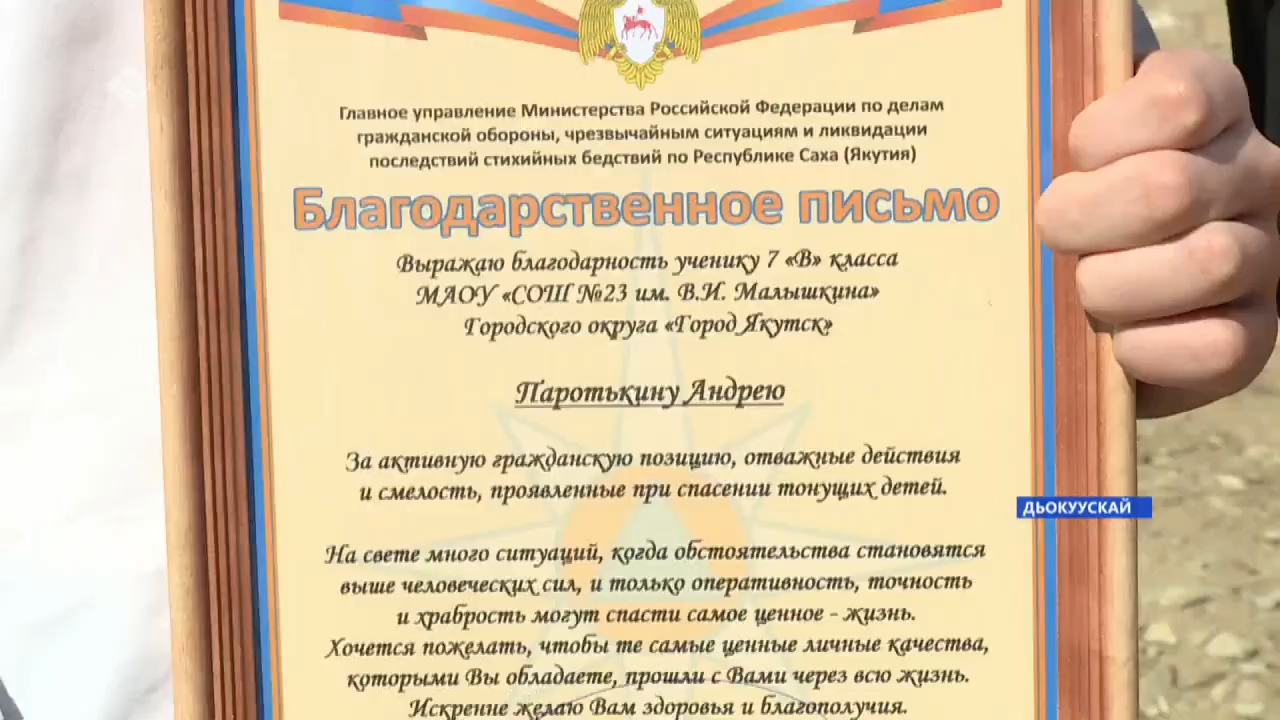 Главное управление Министерства Российской Федерации по делам
гражданской обороны, чрезвычайным ситуациям и ликвидации
последствий стихийных бедствий по Республике Саха (Якутия)
Благодарственное письмо
Выражаю благодарность ученику 7 «В» класса
МАОУ «СОШ №23 им. В.И. Малышкина»
Городского округа «Город Якутск»
Паротькину Андрею
За активную гражданскую позицию, отважные действия
и смелость, проявленные при спасении тонущих детей.
ДЬОКУУСКАЙ
На свете много ситуаций, когда обстоятельства становятся
выше человеческих сил, и только оперативность, точность
и храбрость могут спасти самое ценное - жизнь.
Хочется пожелать, чтобы те самые ценные личные качества,
которыми Вы обладаете, прошли с Вами через всю жизнь.
Искренне желаю Вам здоровья и благополучия.